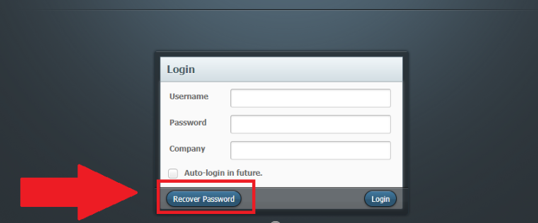 Login
Username
Password
Company
Auto-login in future.
Recover Password
Login